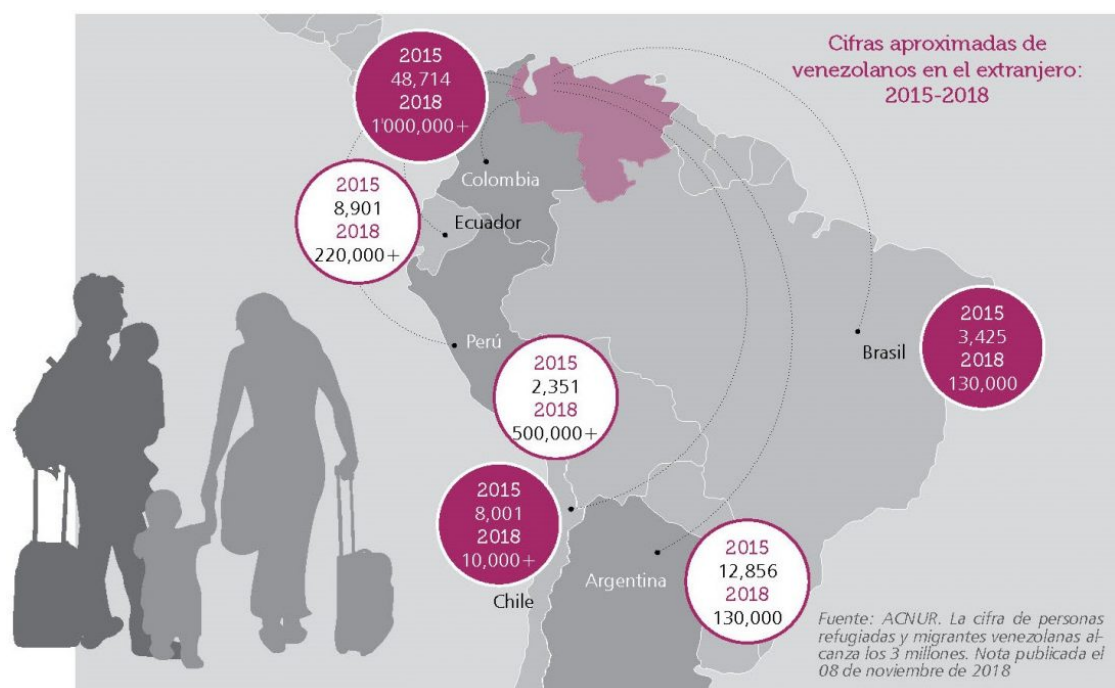 Cifras aproximadas de
venezolanos en el extranjero:
2015-2018
2015
48,714
2018
1'000,000+
Colombia
2015
8,901
2018
220,000+
Ecuador
Perú
2015
2,351
2018
500,000+
Brasil
2015
3,425
2018
130,000
2015
8,001
2018
10,000+
Chile
Argentina
2015
12,856
2018
130,000
Fuente: ACNUR. La cifra de personas
refugiadas y migrantes venezolanas al-
canza los 3 millones. Nota publicada el
08 de noviembre de 2018